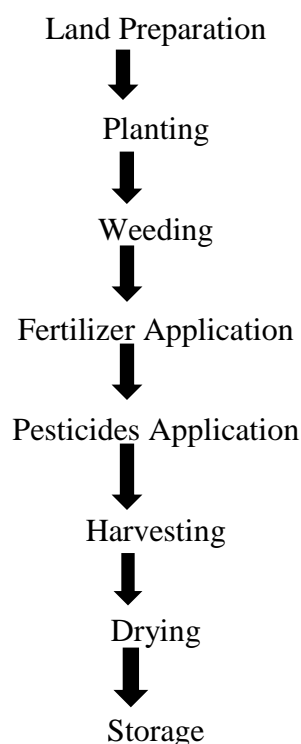 Land Preparation
Planting
Weeding
Fertilizer Application
Pesticides Application
Harvesting
Drying
Storage